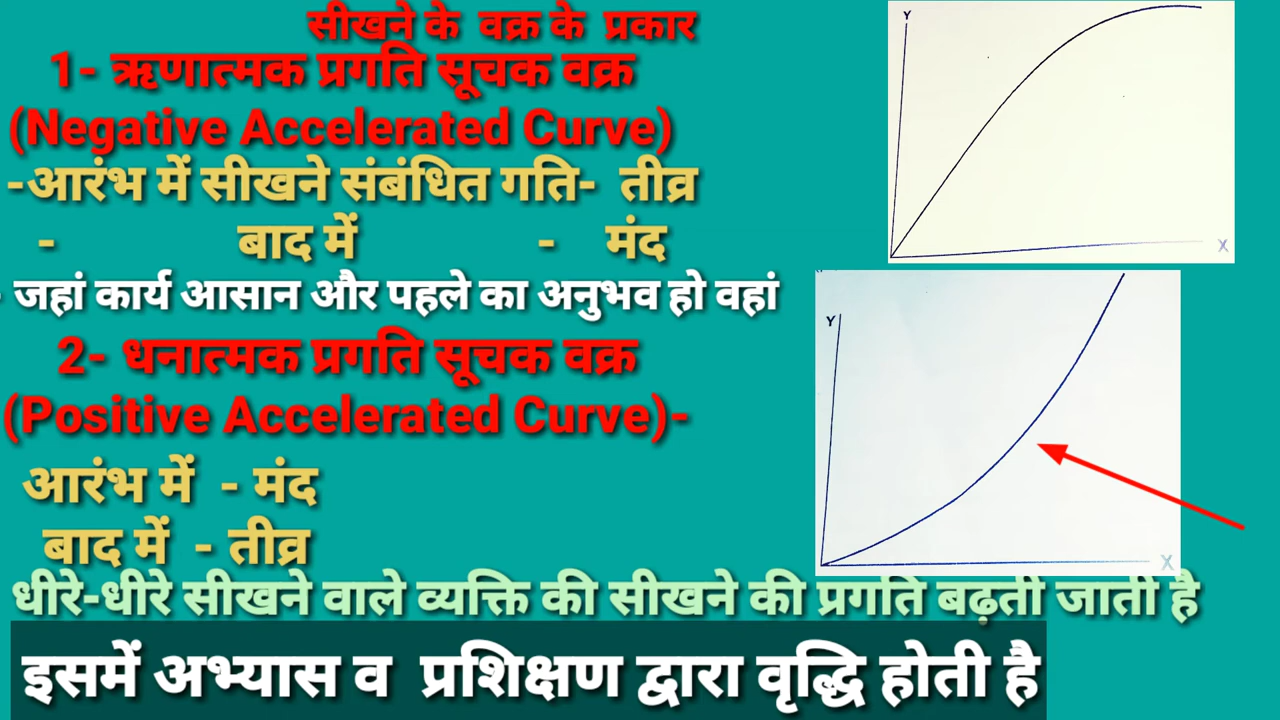 सीखने के वक्र के प्रकार
1- ऋणात्मक प्रगति सूचक वक्र
(Negative Accelerated Curve)
-आरंभ में सीखने संबंधित गति- तीव्र
- बाद में - मंद
- जहां कार्य आसान और पहले का अनुभव हो वहां
2- धनात्मक प्रगति सूचक वक्र
(Positive Accelerated Curve)-
आरंभ में - मंद
बाद में - तीव्र
धीरे-धीरे सीखने वाले व्यक्ति की सीखने की प्रगति बढ़ती जाती है
इसमें अभ्यास व प्रशिक्षण द्वारा वृद्धि होती है
Y
X
Y
X